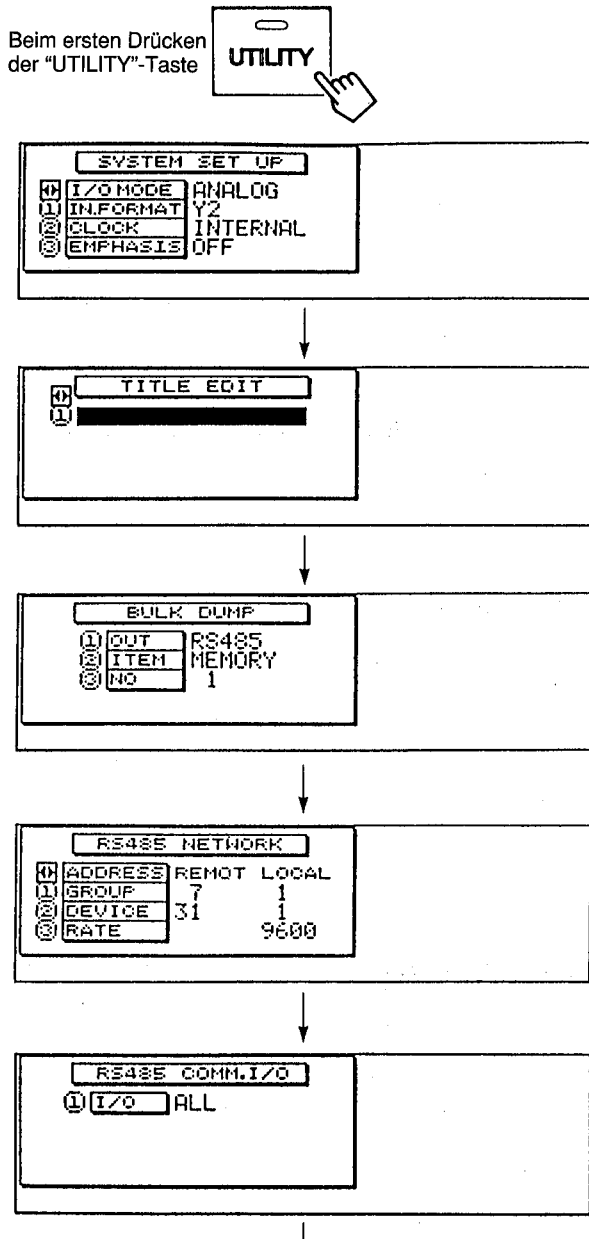 Beim ersten Drücken
der “UTILITY”-Taste
UTILITY
SYSTEM SET UP
I/O MODE ANALOG
① IN.FORMAT Y2
② CLOCK INTERNAL
③ EMPHASIS OFF
TITLE EDIT
①
BULK DUMP
① OUT RS485
② ITEM MEMORY
③ NO 1
RS485 NETWORK
ADDRESS REMOT LOCAL
① GROUP 7 1
② DEVICE 31 1
③ RATE 9600
RS485 COMM.I/O
① I/O ALL